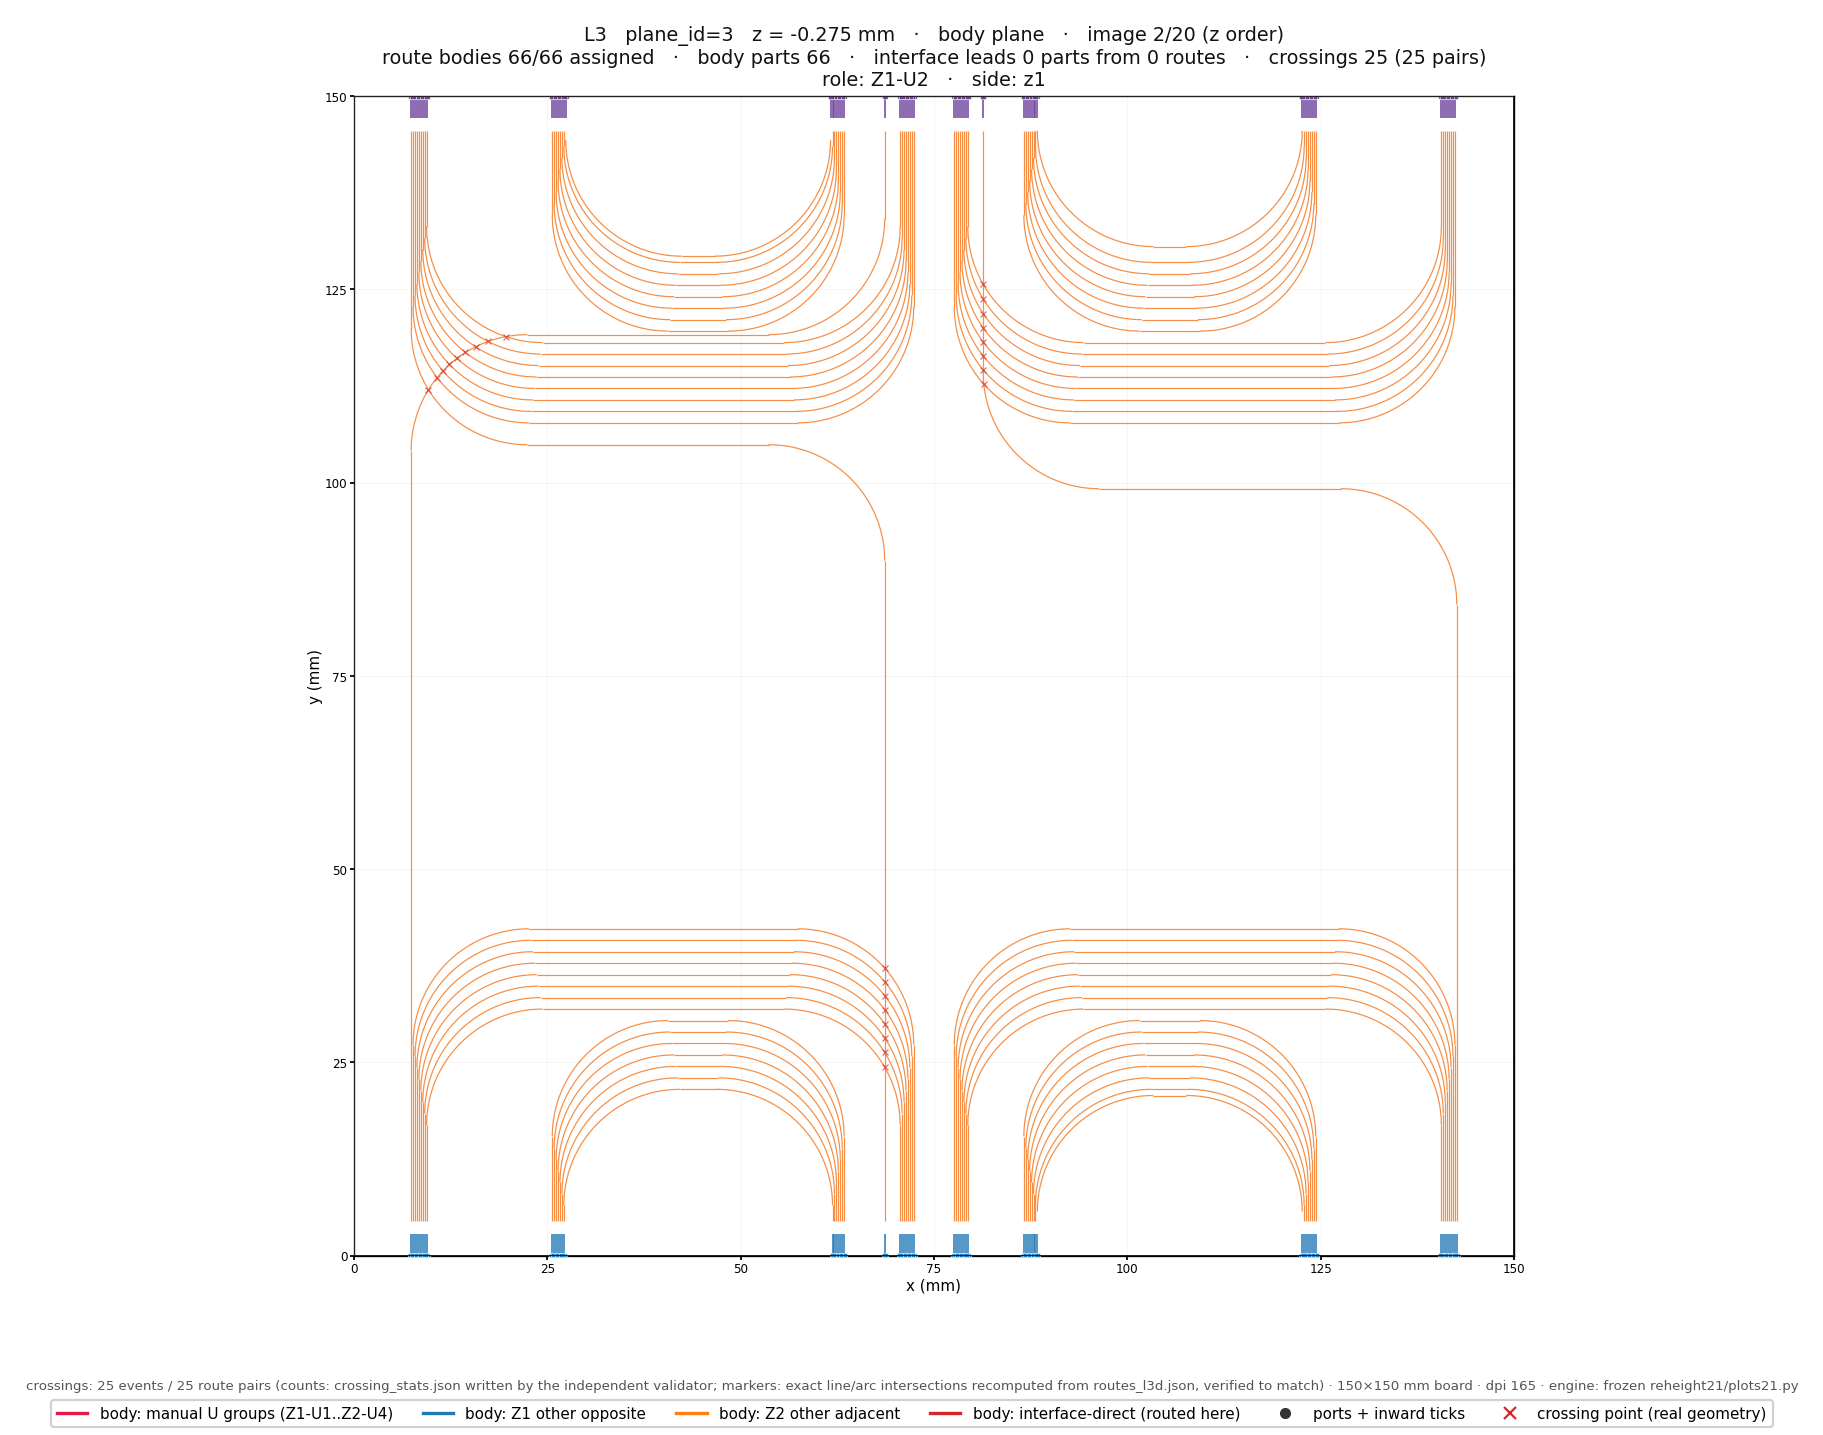 L3   plane_id=3   z = -0.275 mm   ·   body plane   ·   image 2/20 (z order)
route bodies 66/66 assigned   ·   body parts 66   ·   interface leads 0 parts from 0 routes   ·   crossings 25 (25 pairs)
role: Z1-U2   ·   side: z1
150
125
100
75
50
25
0
y (mm)
0 25 50 75 100 125 150
x (mm)
crossings: 25 events / 25 route pairs (counts: crossing_stats.json written by the independent validator; markers: exact line/arc intersections recomputed from routes_l3d.json, verified to match) · 150×150 mm board · dpi 165 · engine: frozen reheight21/plots21.py
body: manual U groups (Z1-U1..Z2-U4) body: Z1 other opposite body: Z2 other adjacent body: interface-direct (routed here) ports + inward ticks crossing point (real geometry)